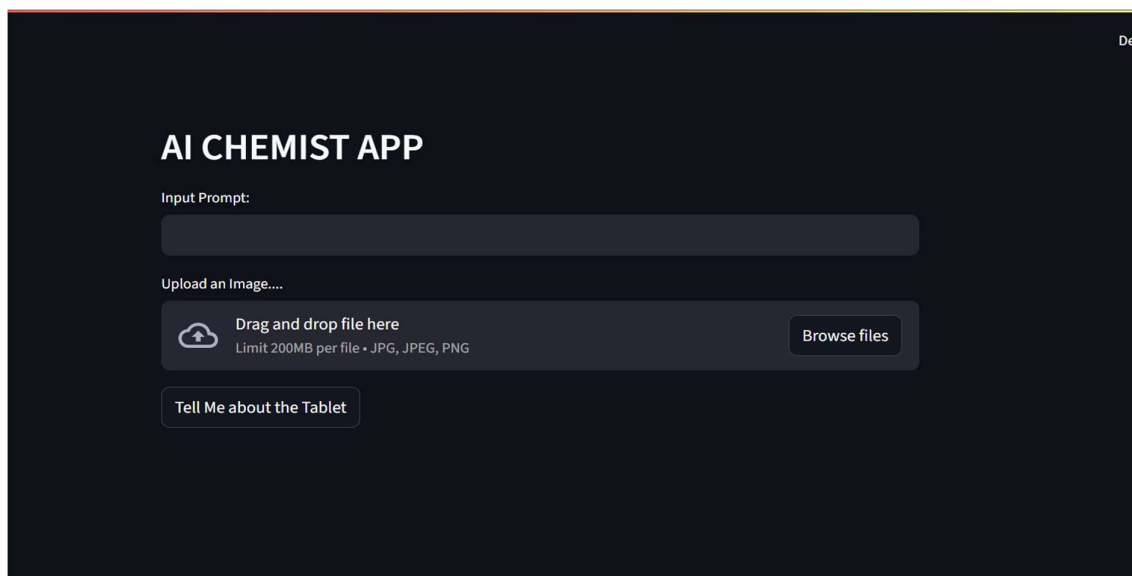 AI CHEMIST APP
Input Prompt:
Upload an Image....
Drag and drop file here
Limit 200MB per file • JPG, JPEG, PNG
Browse files
Tell Me about the Tablet